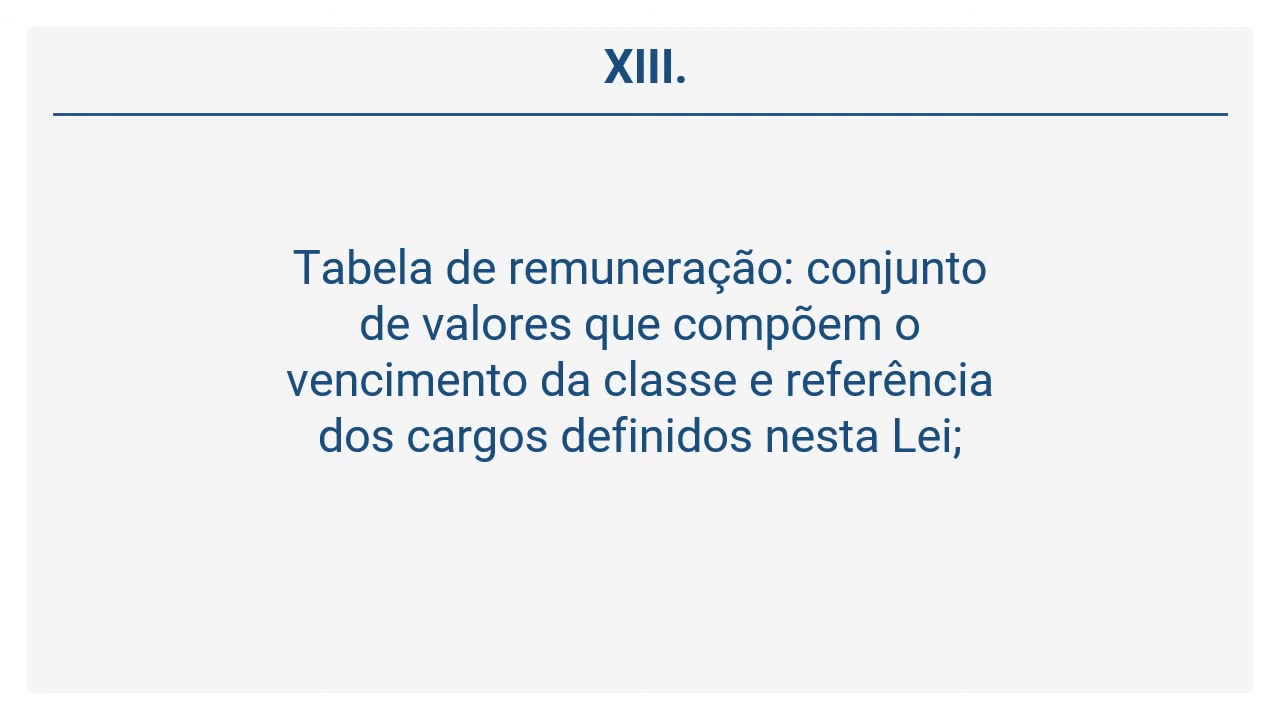 XIII.
Tabela de remuneração: conjunto
de valores que compõem o
vencimento da classe e referência
dos cargos definidos nesta Lei;